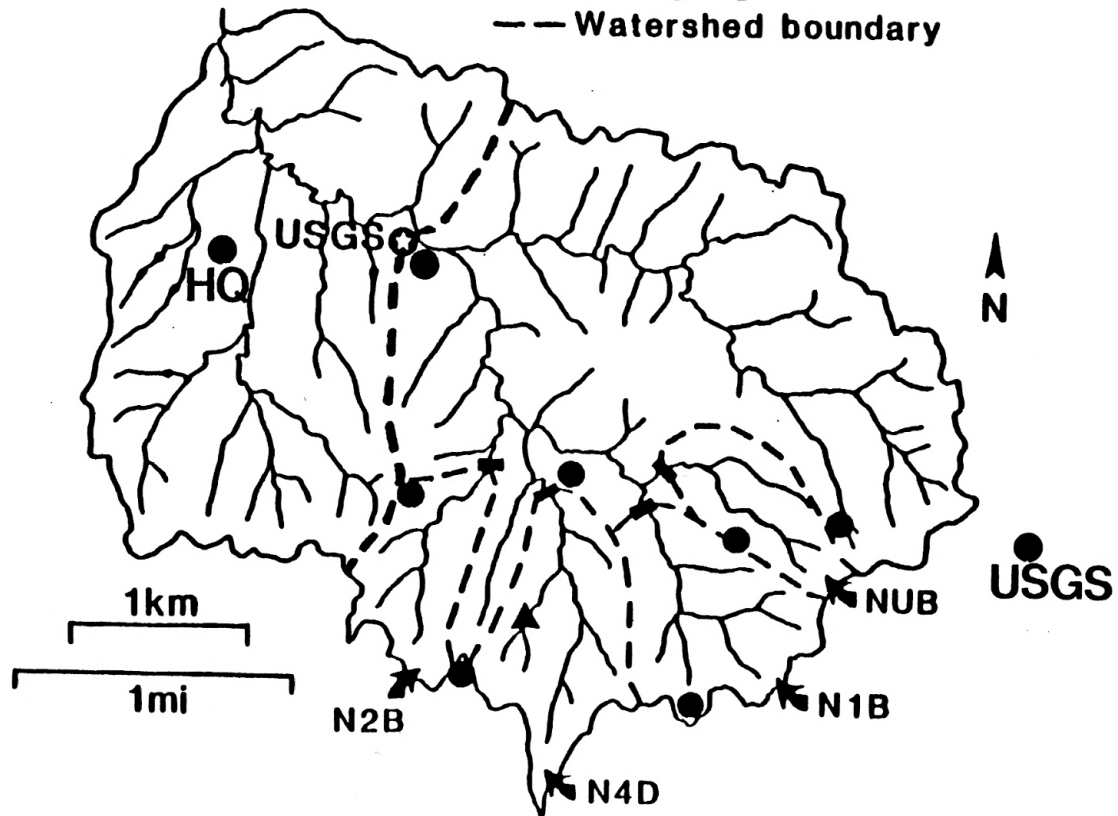 --- Watershed boundary
USGS
HQ
N
USGS
1km
NUB
1mi
N2B
N1B
N4D